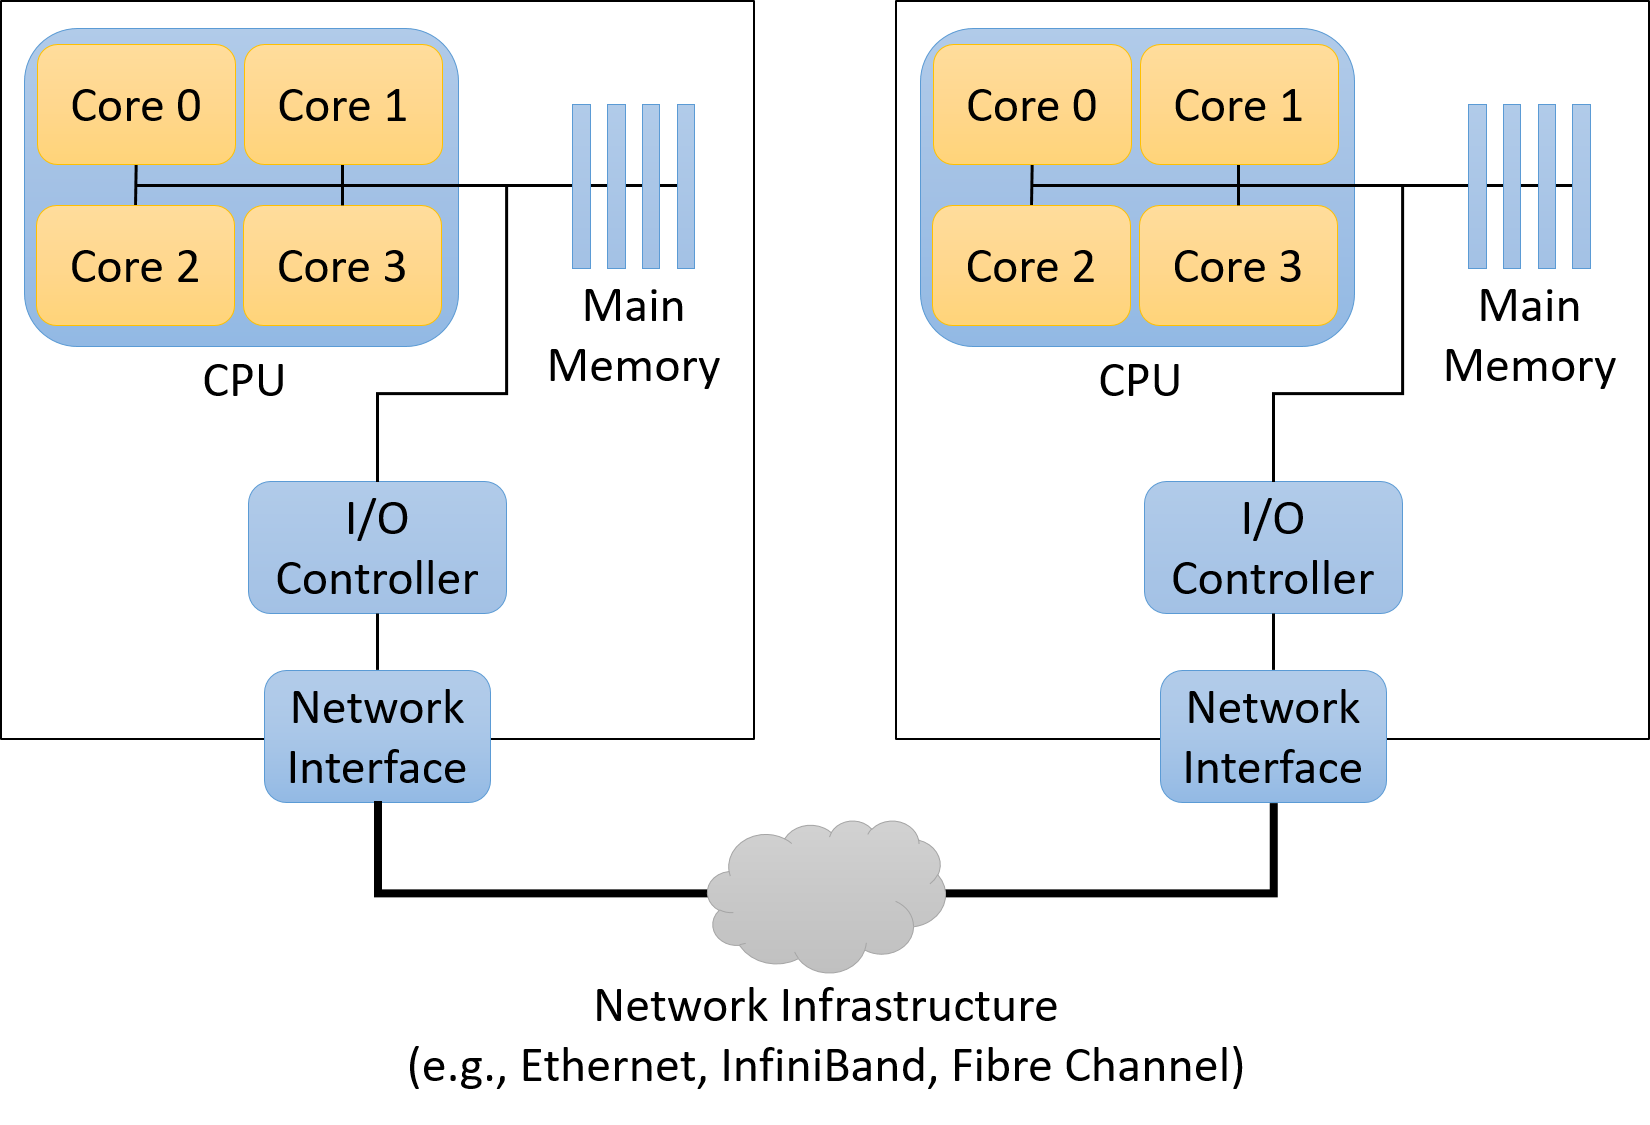 Core 0
Core 1
Core 2
Core 3
CPU
Main
Memory
I/O
Controller
Network
Interface
Core 0
Core 1
Core 2
Core 3
CPU
Main
Memory
I/O
Controller
Network
Interface
Network Infrastructure
(e.g., Ethernet, InfiniBand, Fibre Channel)